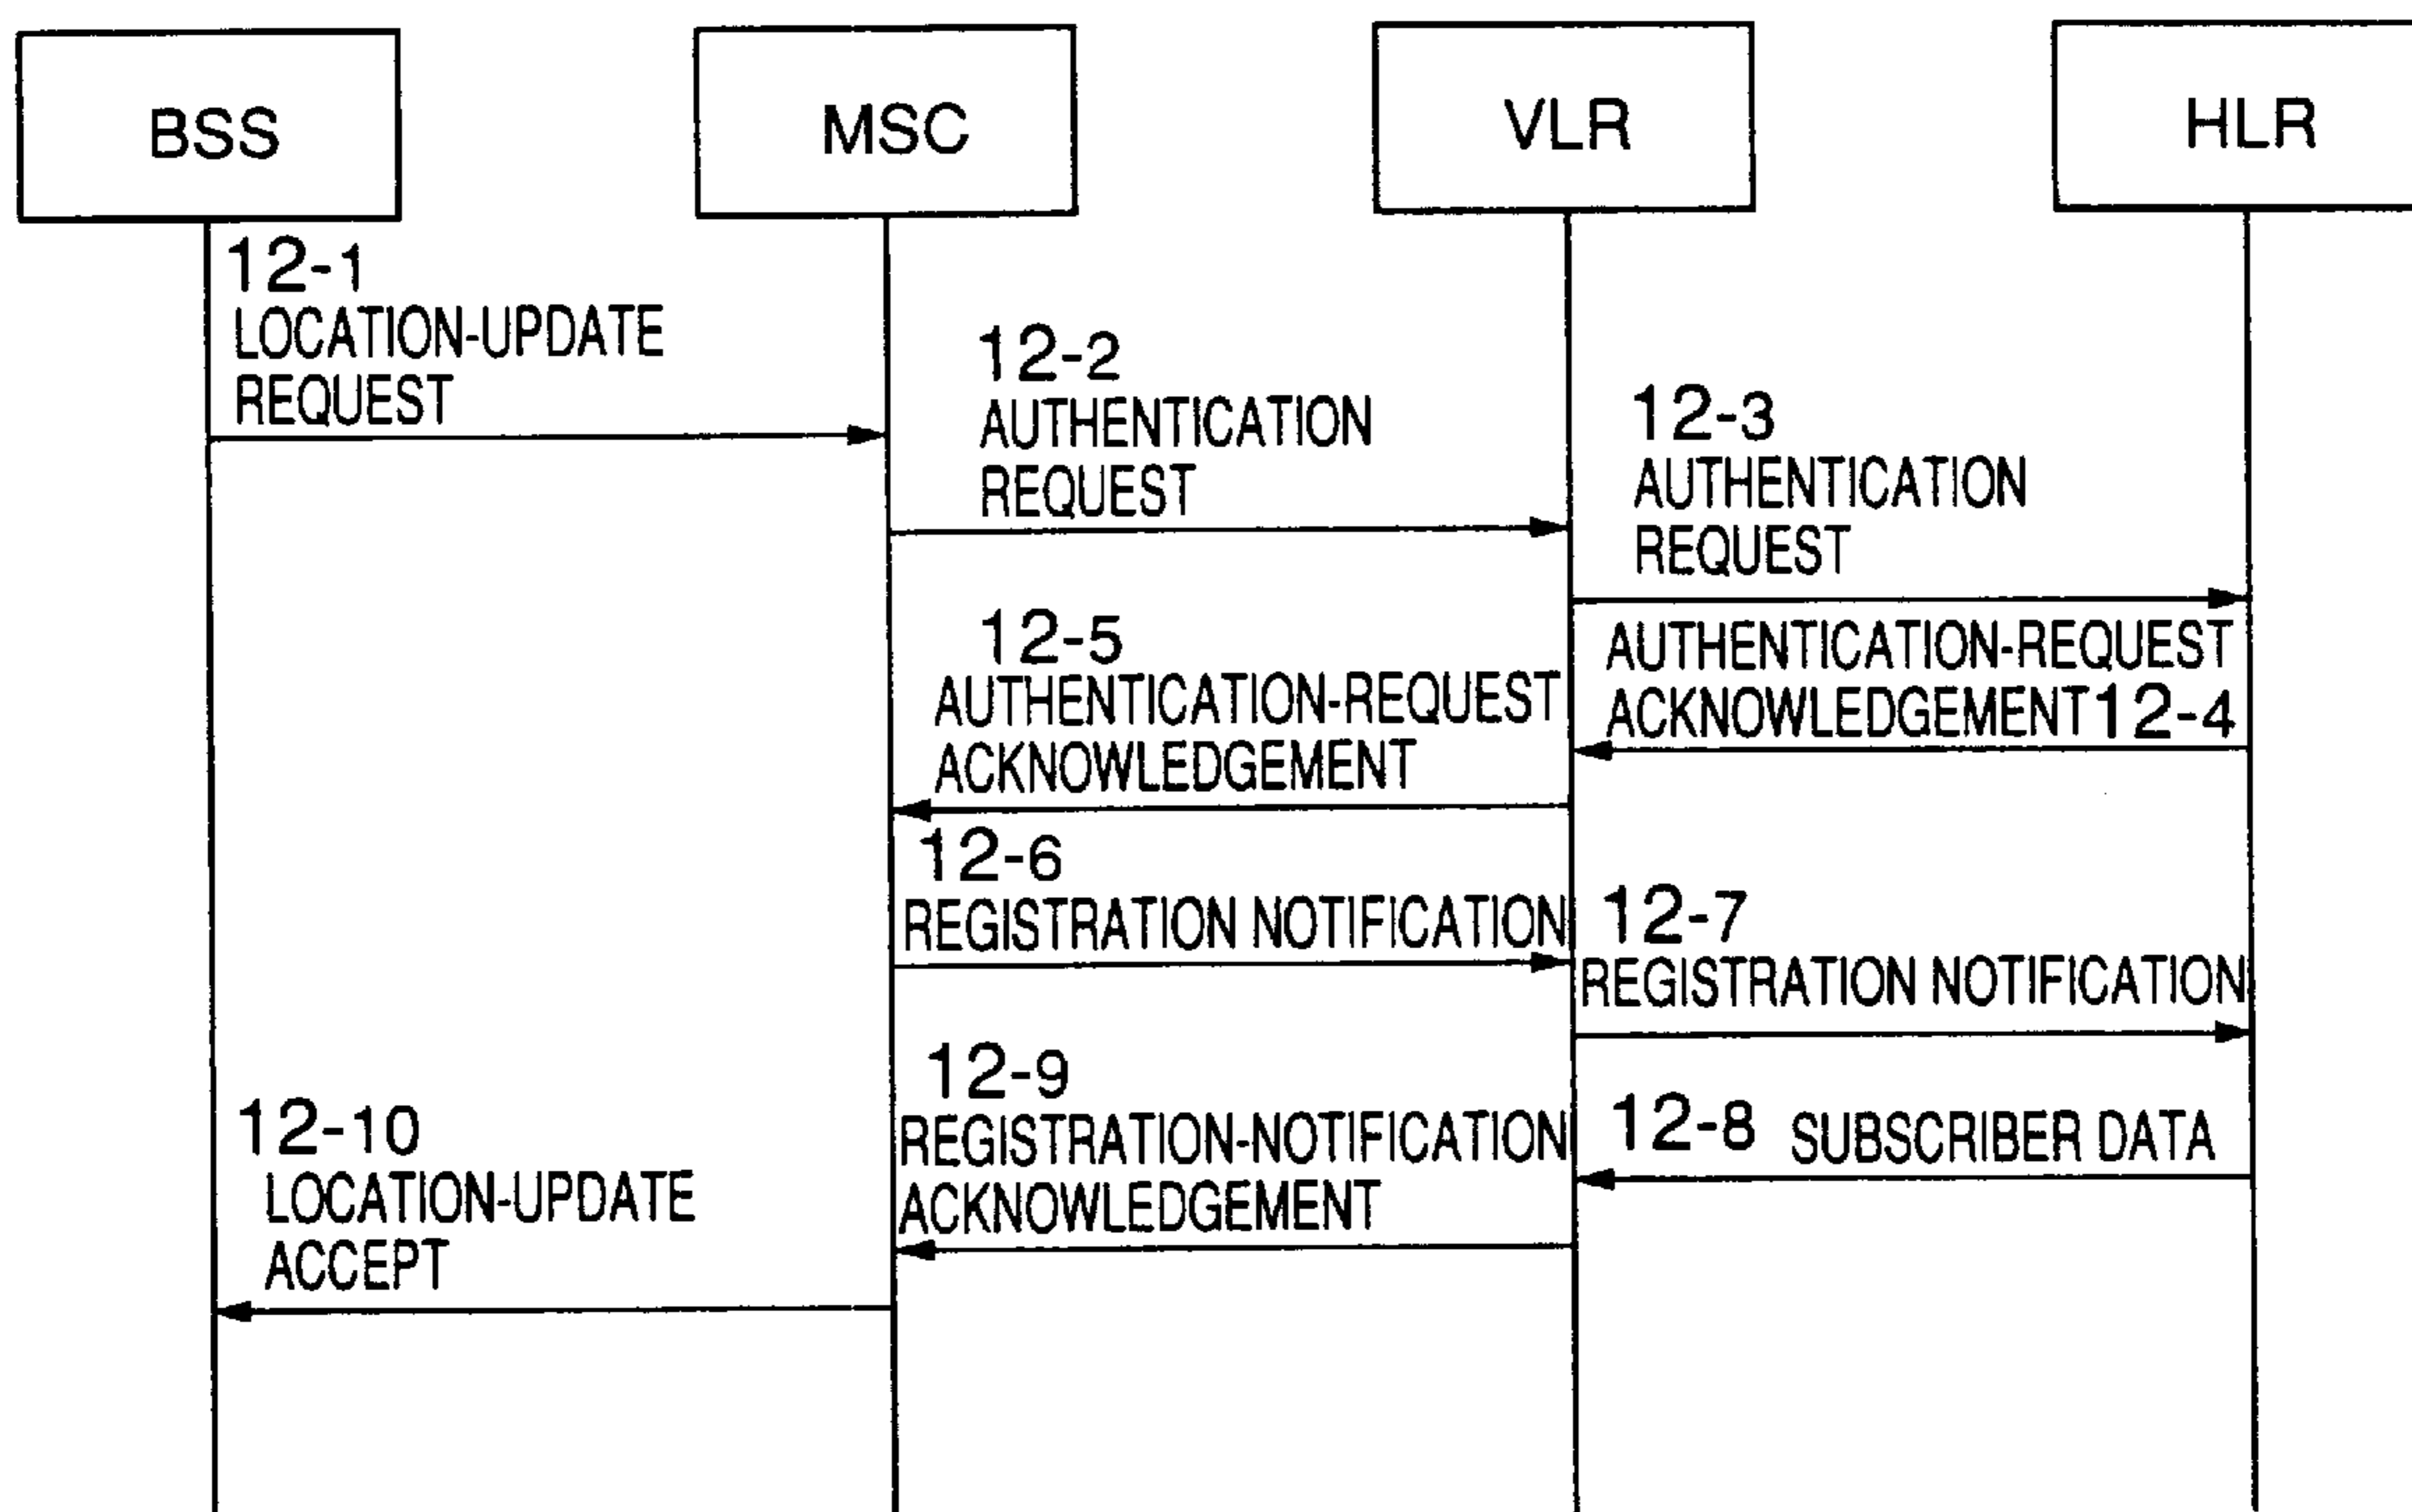 BSS
MSC
VLR
HLR
12-1
LOCATION-UPDATE
REQUEST
12-2
AUTHENTICATION
REQUEST
12-3
AUTHENTICATION
REQUEST
AUTHENTICATION-REQUEST
ACKNOWLEDGEMENT 12-4
12-5
AUTHENTICATION-REQUEST
ACKNOWLEDGEMENT
12-6
REGISTRATION NOTIFICATION
12-7
REGISTRATION NOTIFICATION
12-8 SUBSCRIBER DATA
12-9
REGISTRATION-NOTIFICATION
ACKNOWLEDGEMENT
12-10
LOCATION-UPDATE
ACCEPT